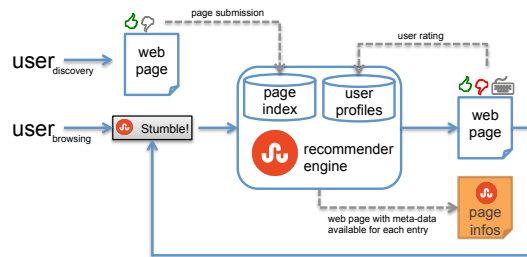 page submission
user rating
user
discovery
web
page
page
index
user
profiles
user
browsing
Stumble!
recommender
engine
web
page
web page with meta-data
available for each entry
page
infos